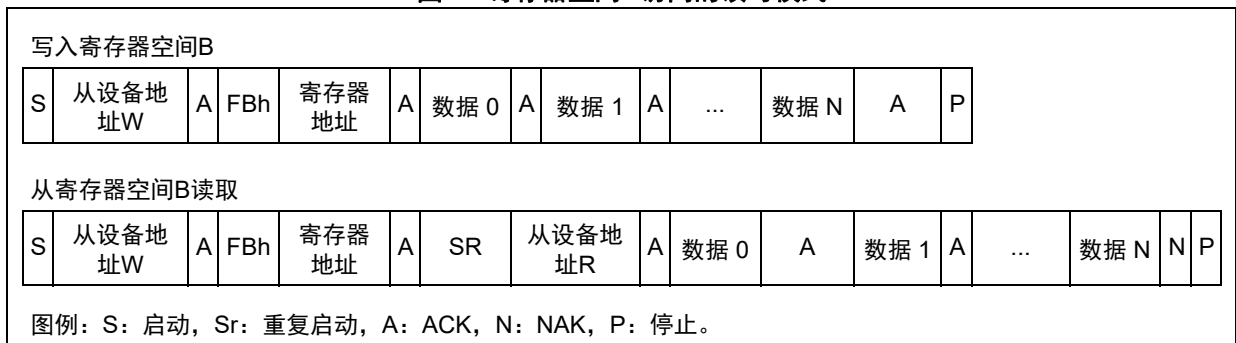 写入寄存器空间B
S 从设备地址W A FBh 寄存器地址 A 数据 0 A 数据 1 A ... 数据 N A P
从寄存器空间B读取
S 从设备地址W A FBh 寄存器地址 A SR 从设备地址R A 数据 0 A 数据 1 A ... 数据 N N P
图例：S：启动，Sr：重复启动，A：ACK，N：NAK，P：停止。